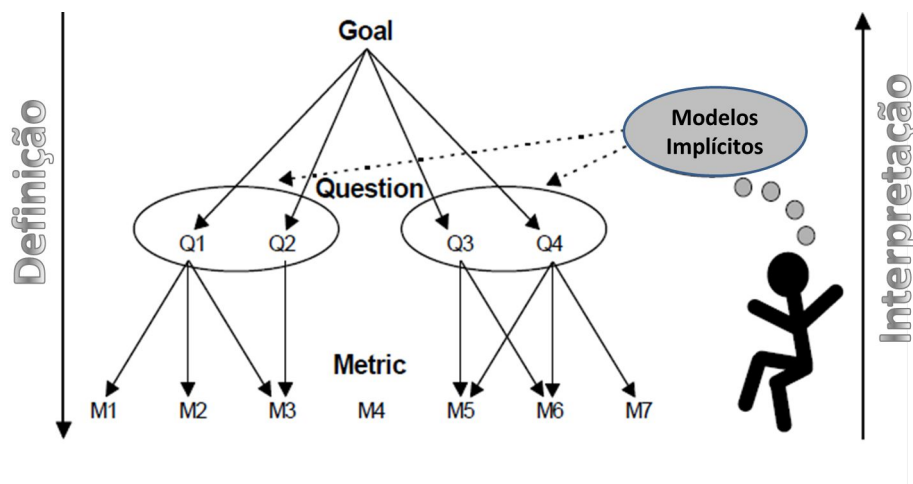 Goal
Definição
Interpretação
Modelos
Implícitos
Question
Q1 Q2 Q3 Q4
Metric
M1 M2 M3 M4 M5 M6 M7